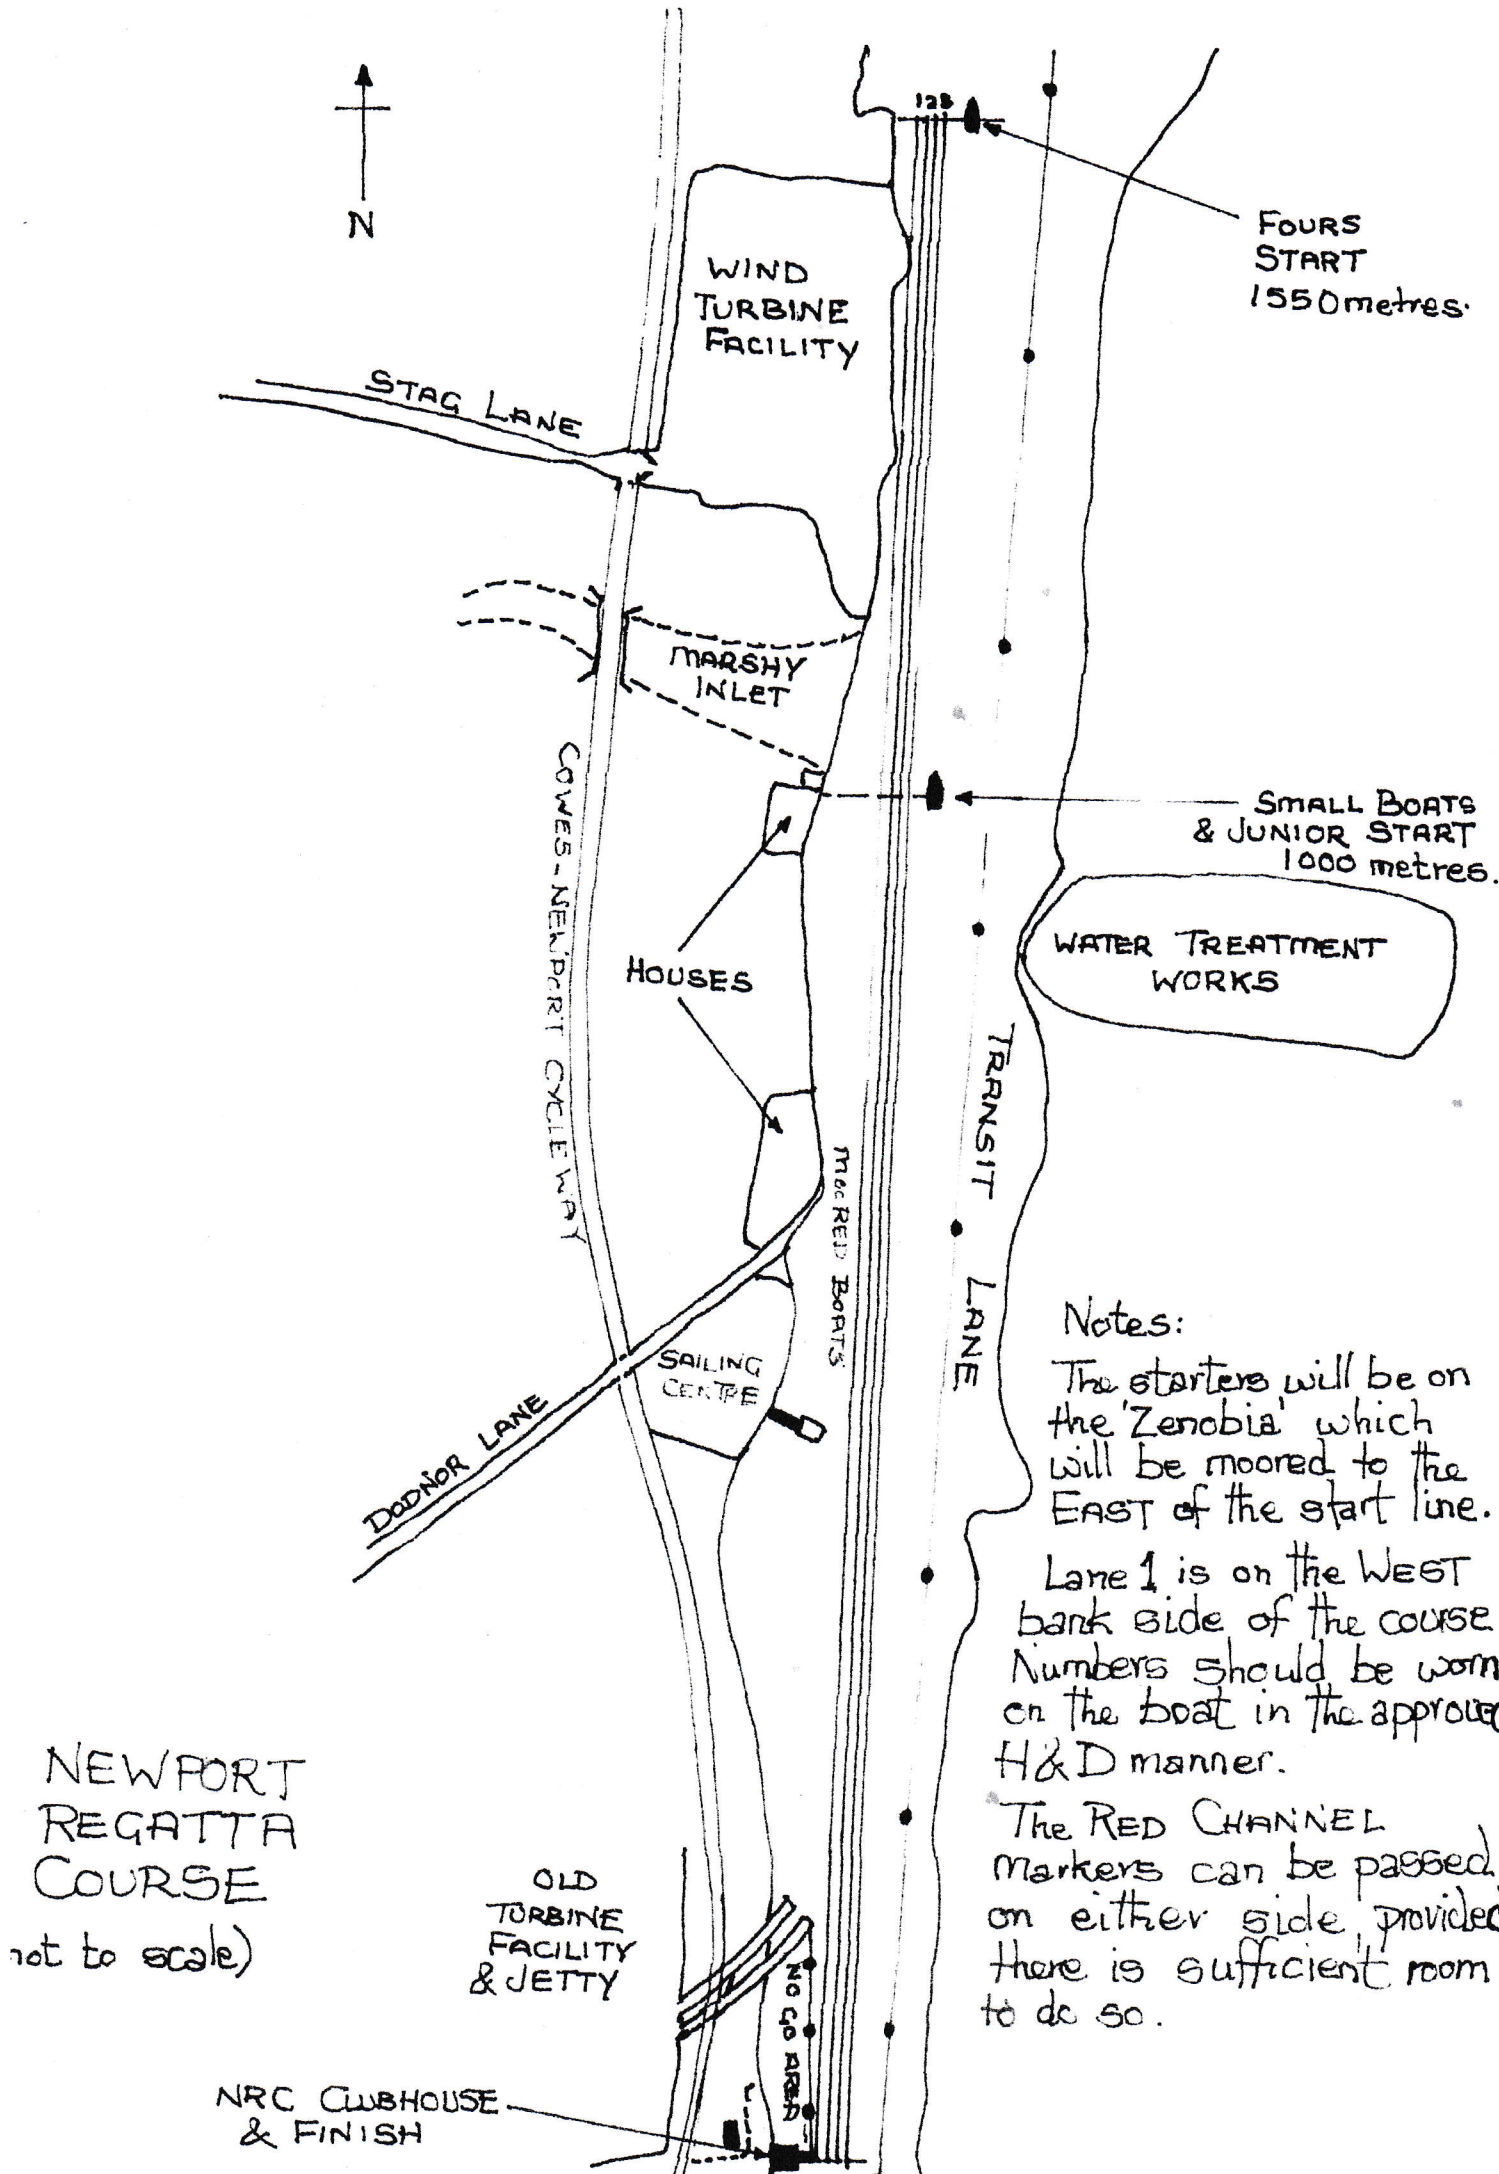 N
123
FOURS
START
1550 metres.
WIND
TURBINE
FACILITY
STAG LANE
MARSHY
INLET
COWES-NEWPORT CYCLEWAY
SMALL BOATS
& JUNIOR START
1000 metres.
HOUSES
WATER TREATMENT
WORKS
TRANSIT LANE
MOORED BOATS
SAILING
CENTRE
DODNOR LANE
Notes:
The starters will be on
the 'Zenobia' which
will be moored to the
EAST of the start line.
Lane 1 is on the WEST
bank side of the course
Numbers should be worn
on the boat in the approved
H&D manner.
The RED CHANNEL
markers can be passed,
on either side, provided
there is sufficient room
to do so.
NEWPORT
REGATTA
COURSE
not to scale)
OLD
TURBINE
FACILITY
& JETTY
NO GO AREA
NRC CLUBHOUSE
& FINISH